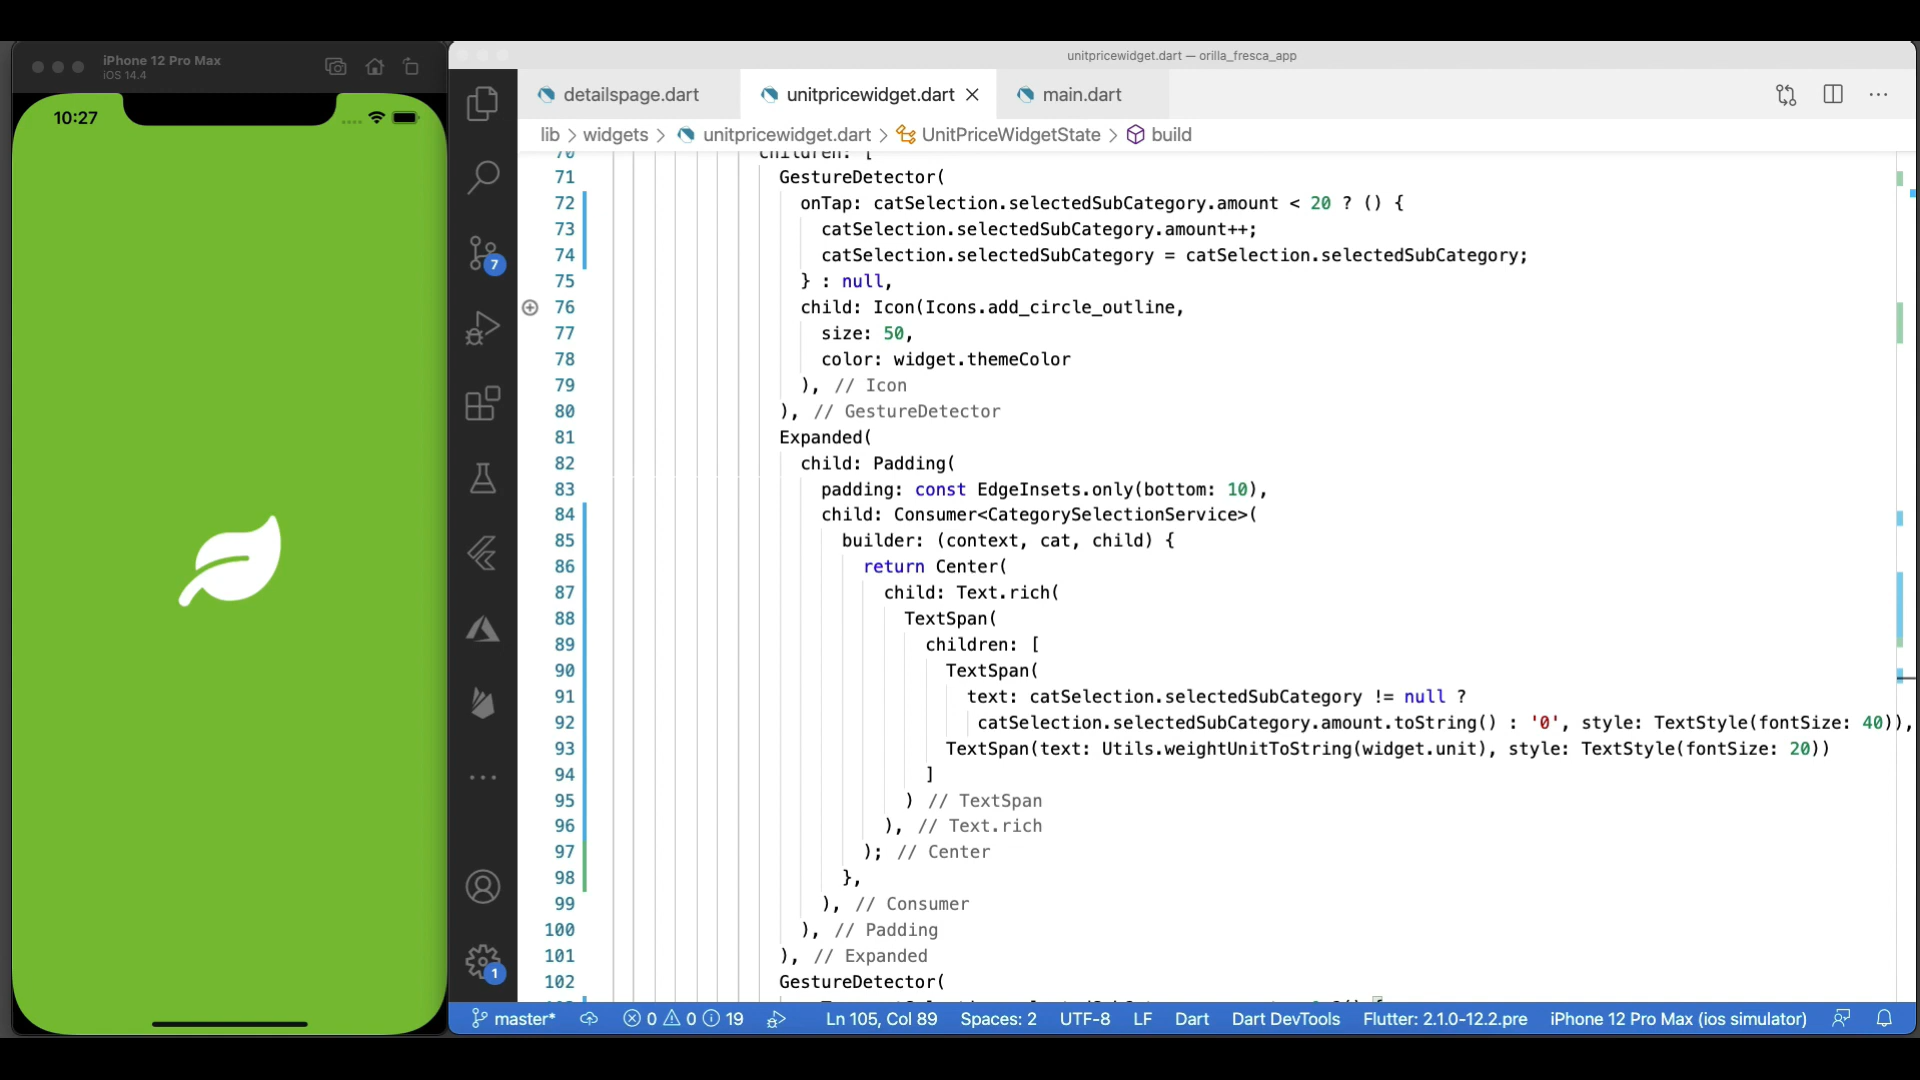 iPhone 12 Pro Max
iOS 14.4
10:27
unitpricewidget.dart — orilla_fresca_app
detailspage.dart
unitpricewidget.dart
main.dart
lib > widgets > unitpricewidget.dart > UnitPriceWidgetState > build
70 children: [
71 GestureDetector(
72 onTap: catSelection.selectedSubCategory.amount < 20 ? () {
73 catSelection.selectedSubCategory.amount++;
74 catSelection.selectedSubCategory = catSelection.selectedSubCategory;
75 } : null,
76 child: Icon(Icons.add_circle_outline,
77 size: 50,
78 color: widget.themeColor
79 ), // Icon
80 ), // GestureDetector
81 Expanded(
82 child: Padding(
83 padding: const EdgeInsets.only(bottom: 10),
84 child: Consumer<CategorySelectionService>(
85 builder: (context, cat, child) {
86 return Center(
87 child: Text.rich(
88 TextSpan(
89 children: [
90 TextSpan(
91 text: catSelection.selectedSubCategory != null ?
92 catSelection.selectedSubCategory.amount.toString() : '0', style: TextStyle(fontSize: 40)),
93 TextSpan(text: Utils.weightUnitToString(widget.unit), style: TextStyle(fontSize: 20))
94 ]
95 ) // TextSpan
96 ), // Text.rich
97 ); // Center
98 },
99 ), // Consumer
100 ), // Padding
101 ), // Expanded
102 GestureDetector(
7
1
master* 0 0 19 Ln 105, Col 89 Spaces: 2 UTF-8 LF Dart Dart DevTools Flutter: 2.1.0-12.2.pre iPhone 12 Pro Max (ios simulator)